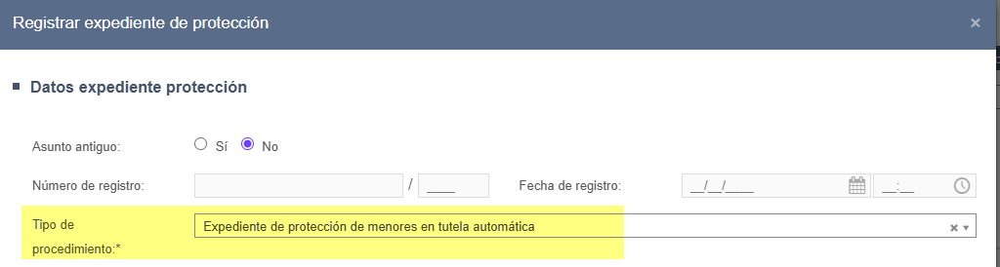 Registrar expediente de protección ×
Datos expediente protección
Asunto antiguo: Sí No
Número de registro: / ____ Fecha de registro: __/__/____ __:__
Tipo de
procedimiento:* Expediente de protección de menores en tutela automática